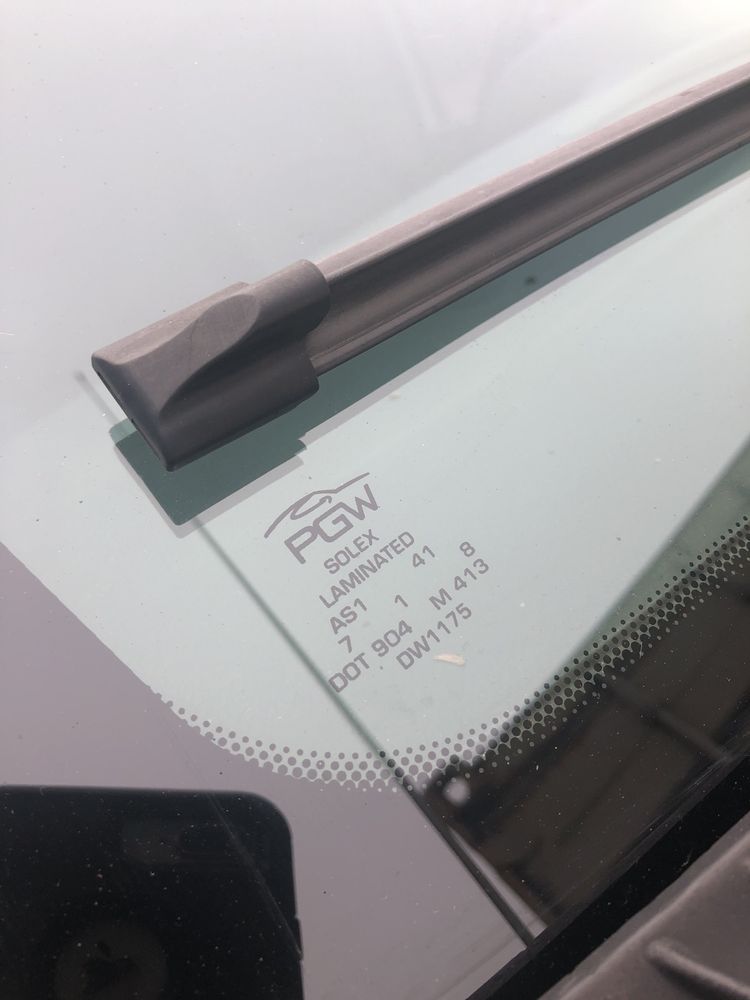 PGW
SOLEX
LAMINATED
AS1 41 8
7 1
DOT 904 M 413
DW1175